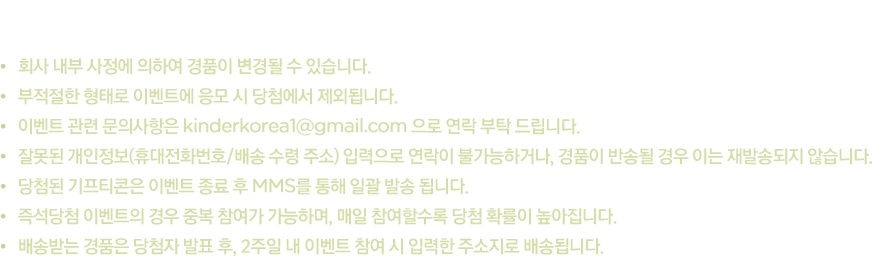 • 회사 내부 사정에 의하여 경품이 변경될 수 있습니다.
• 부적절한 형태로 이벤트에 응모 시 당첨에서 제외됩니다.
• 이벤트 관련 문의사항은 kinderkorea1@gmail.com 으로 연락 부탁 드립니다.
• 잘못된 개인정보(휴대전화번호/배송 수령 주소) 입력으로 연락이 불가능하거나, 경품이 반송될 경우 이는 재발송되지 않습니다.
• 당첨된 기프티콘은 이벤트 종료 후 MMS를 통해 일괄 발송 됩니다.
• 즉석당첨 이벤트의 경우 중복 참여가 가능하며, 매일 참여할수록 당첨 확률이 높아집니다.
• 배송받는 경품은 당첨자 발표 후, 2주일 내 이벤트 참여 시 입력한 주소지로 배송됩니다.